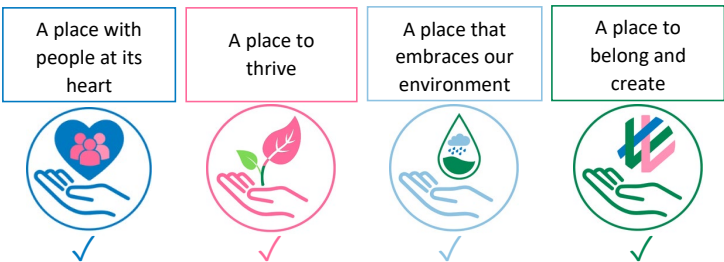 A place with
people at its
heart
A place to
thrive
A place that
embraces our
environment
A place to
belong and
create